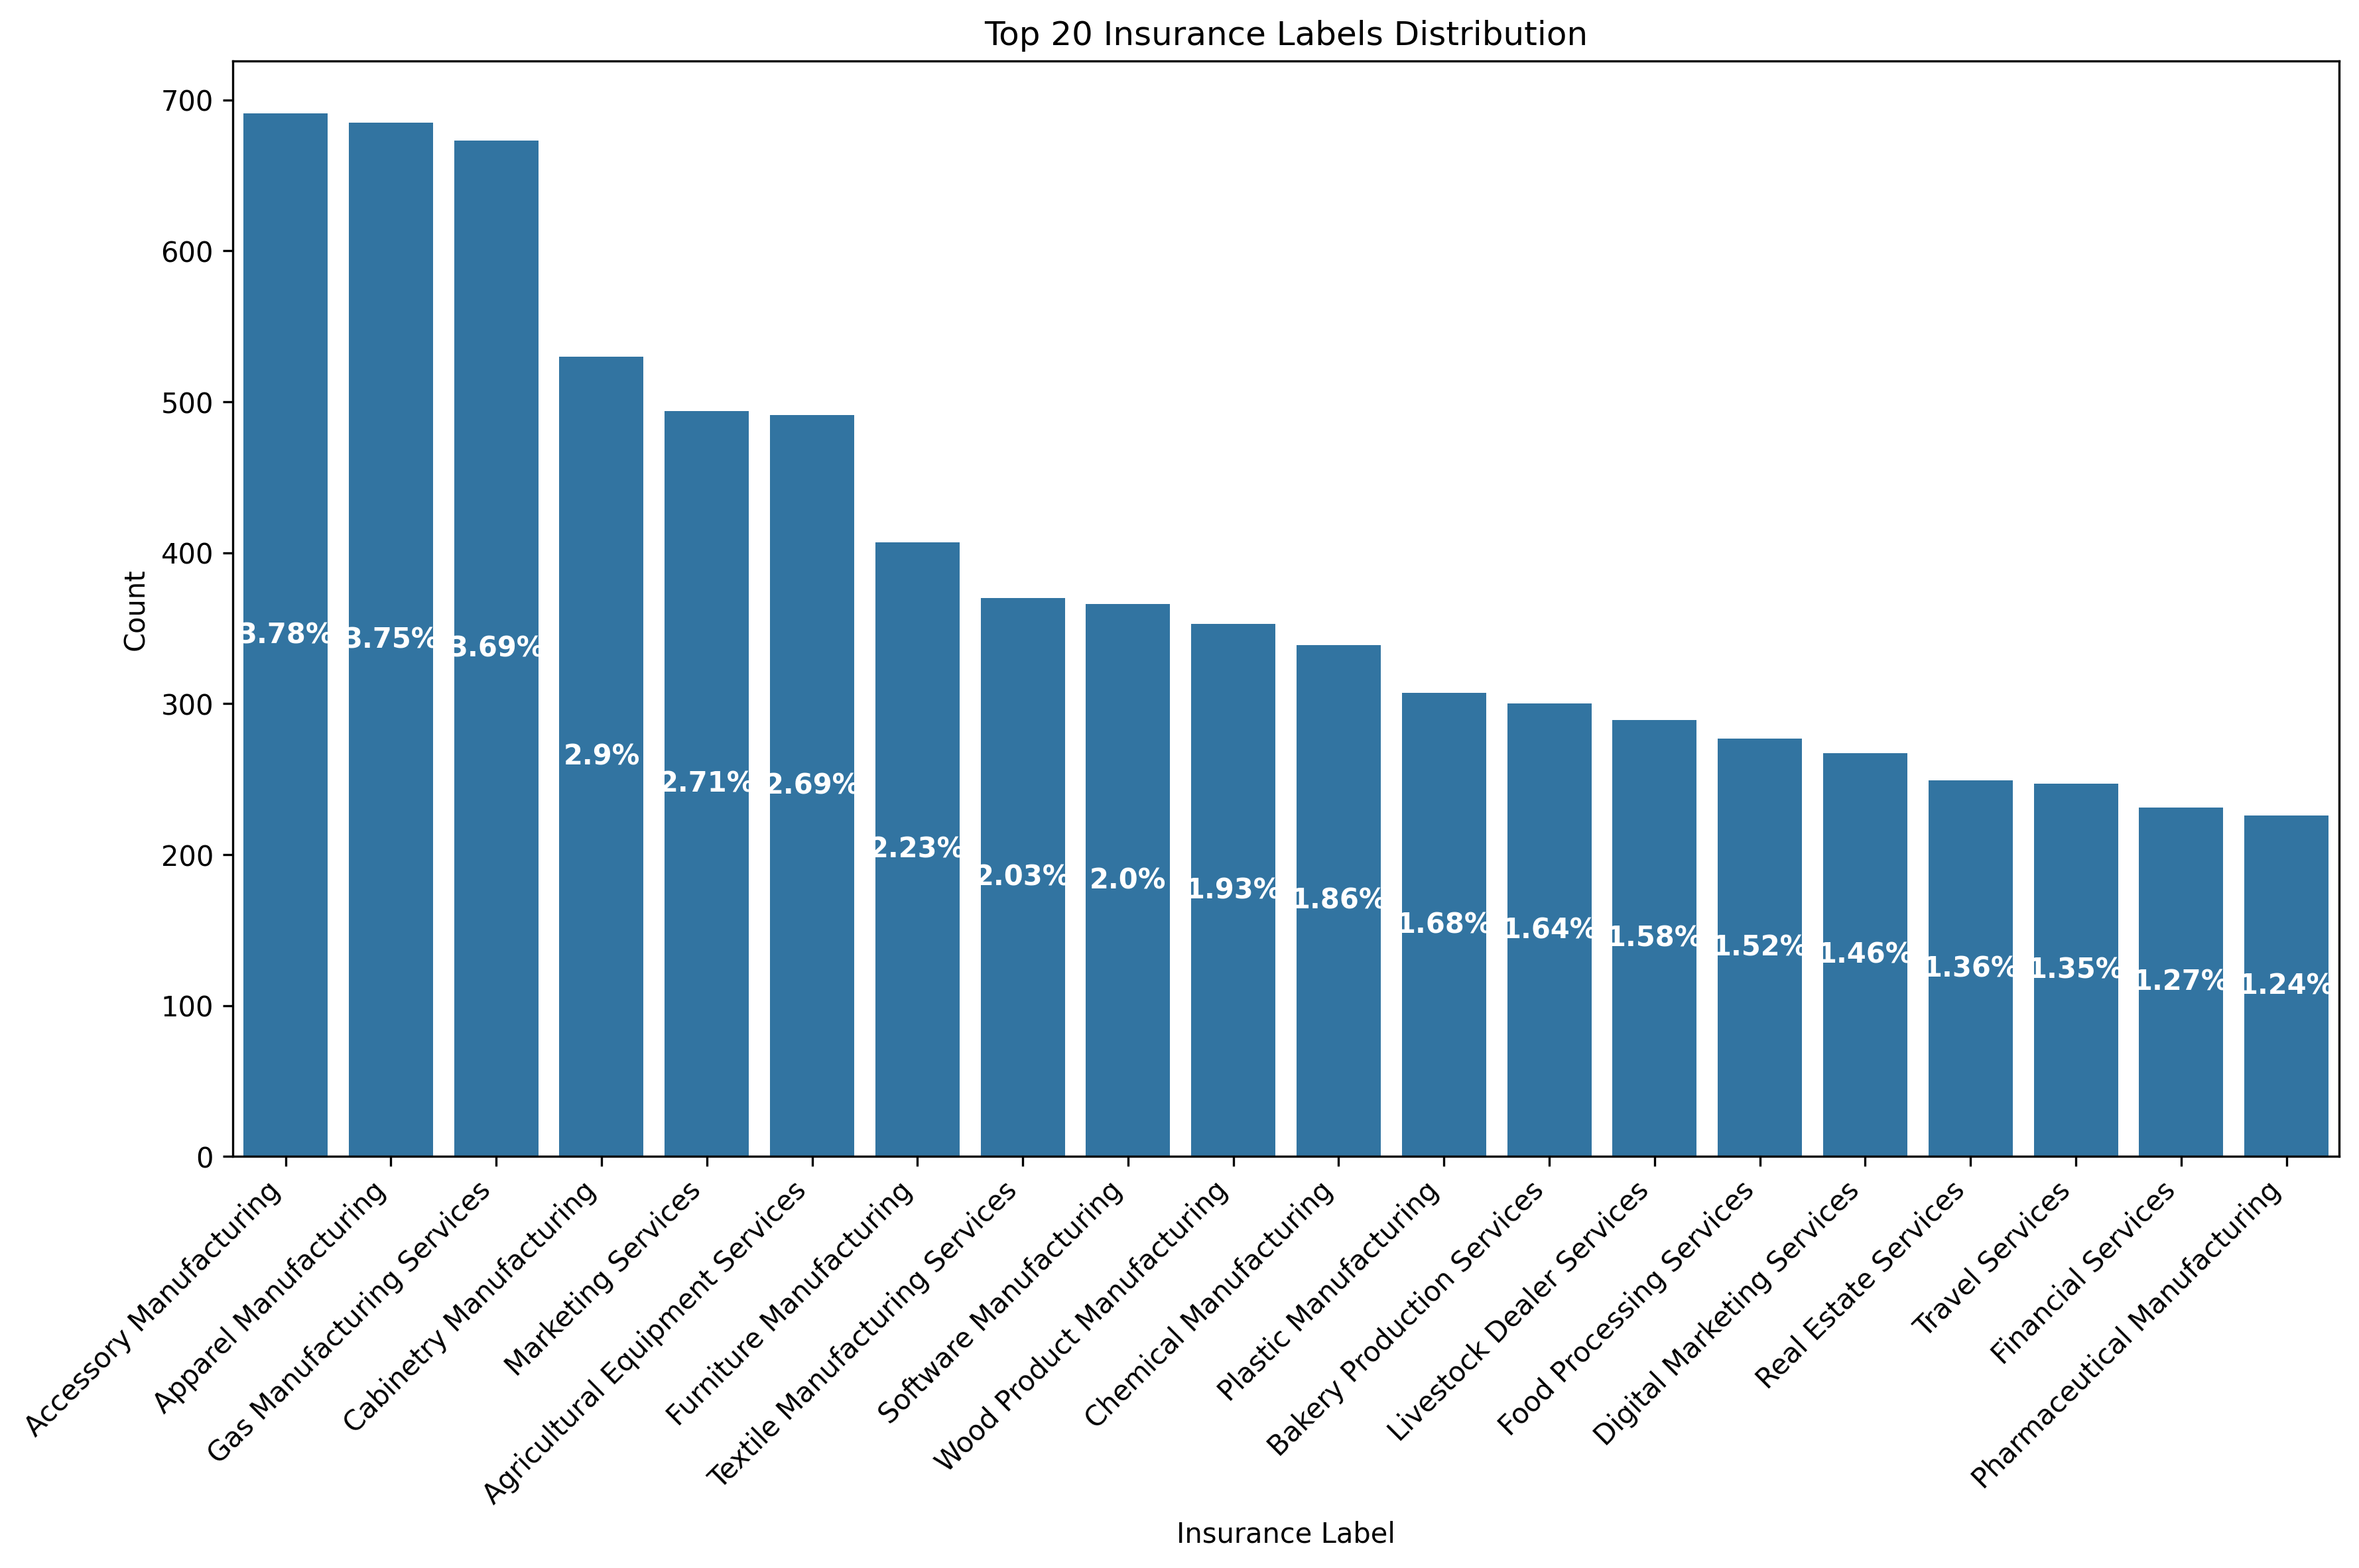 Top 20 Insurance Labels Distribution
Count
700
600
500
400
300
200
100
0
3.78%
3.75%
3.69%
2.9%
2.71%
2.69%
2.23%
2.03%
2.0%
1.93%
1.86%
1.68%
1.64%
1.58%
1.52%
1.46%
1.36%
1.35%
1.27%
1.24%
Accessory Manufacturing
Apparel Manufacturing
Gas Manufacturing Services
Cabinetry Manufacturing
Marketing Services
Agricultural Equipment Services
Furniture Manufacturing
Textile Manufacturing Services
Software Manufacturing
Wood Product Manufacturing
Chemical Manufacturing
Plastic Manufacturing
Bakery Production Services
Livestock Dealer Services
Food Processing Services
Digital Marketing Services
Real Estate Services
Travel Services
Financial Services
Pharmaceutical Manufacturing
Insurance Label